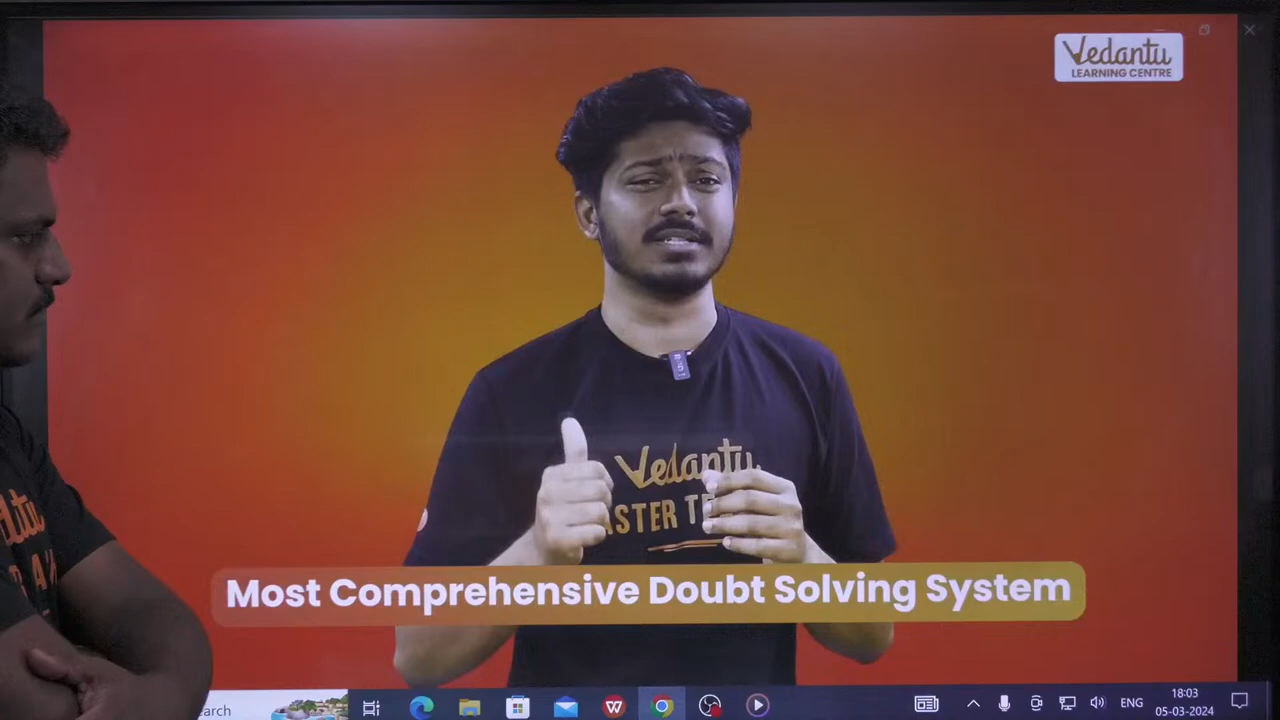 Vedantu
LEARNING CENTRE
Vedantu
Most Comprehensive Doubt Solving System
arch
ENG
18:03
05-03-2024